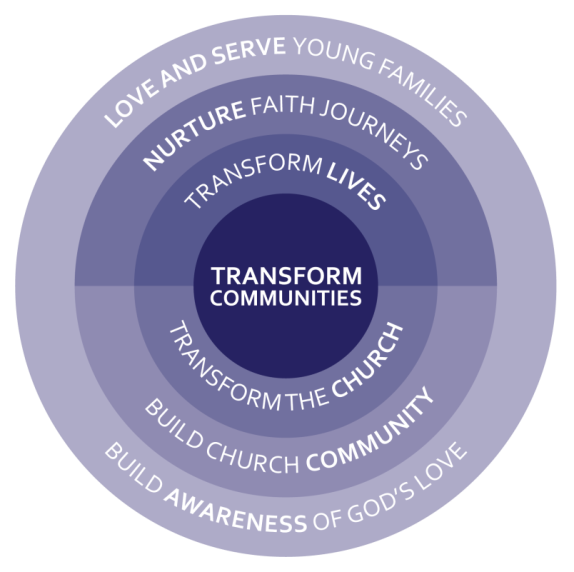 LOVE AND SERVE YOUNG FAMILIES
NURTURE FAITH JOURNEYS
TRANSFORM LIVES
TRANSFORM
COMMUNITIES
TRANSFORM THE CHURCH
BUILD CHURCH COMMUNITY
BUILD AWARENESS OF GOD'S LOVE